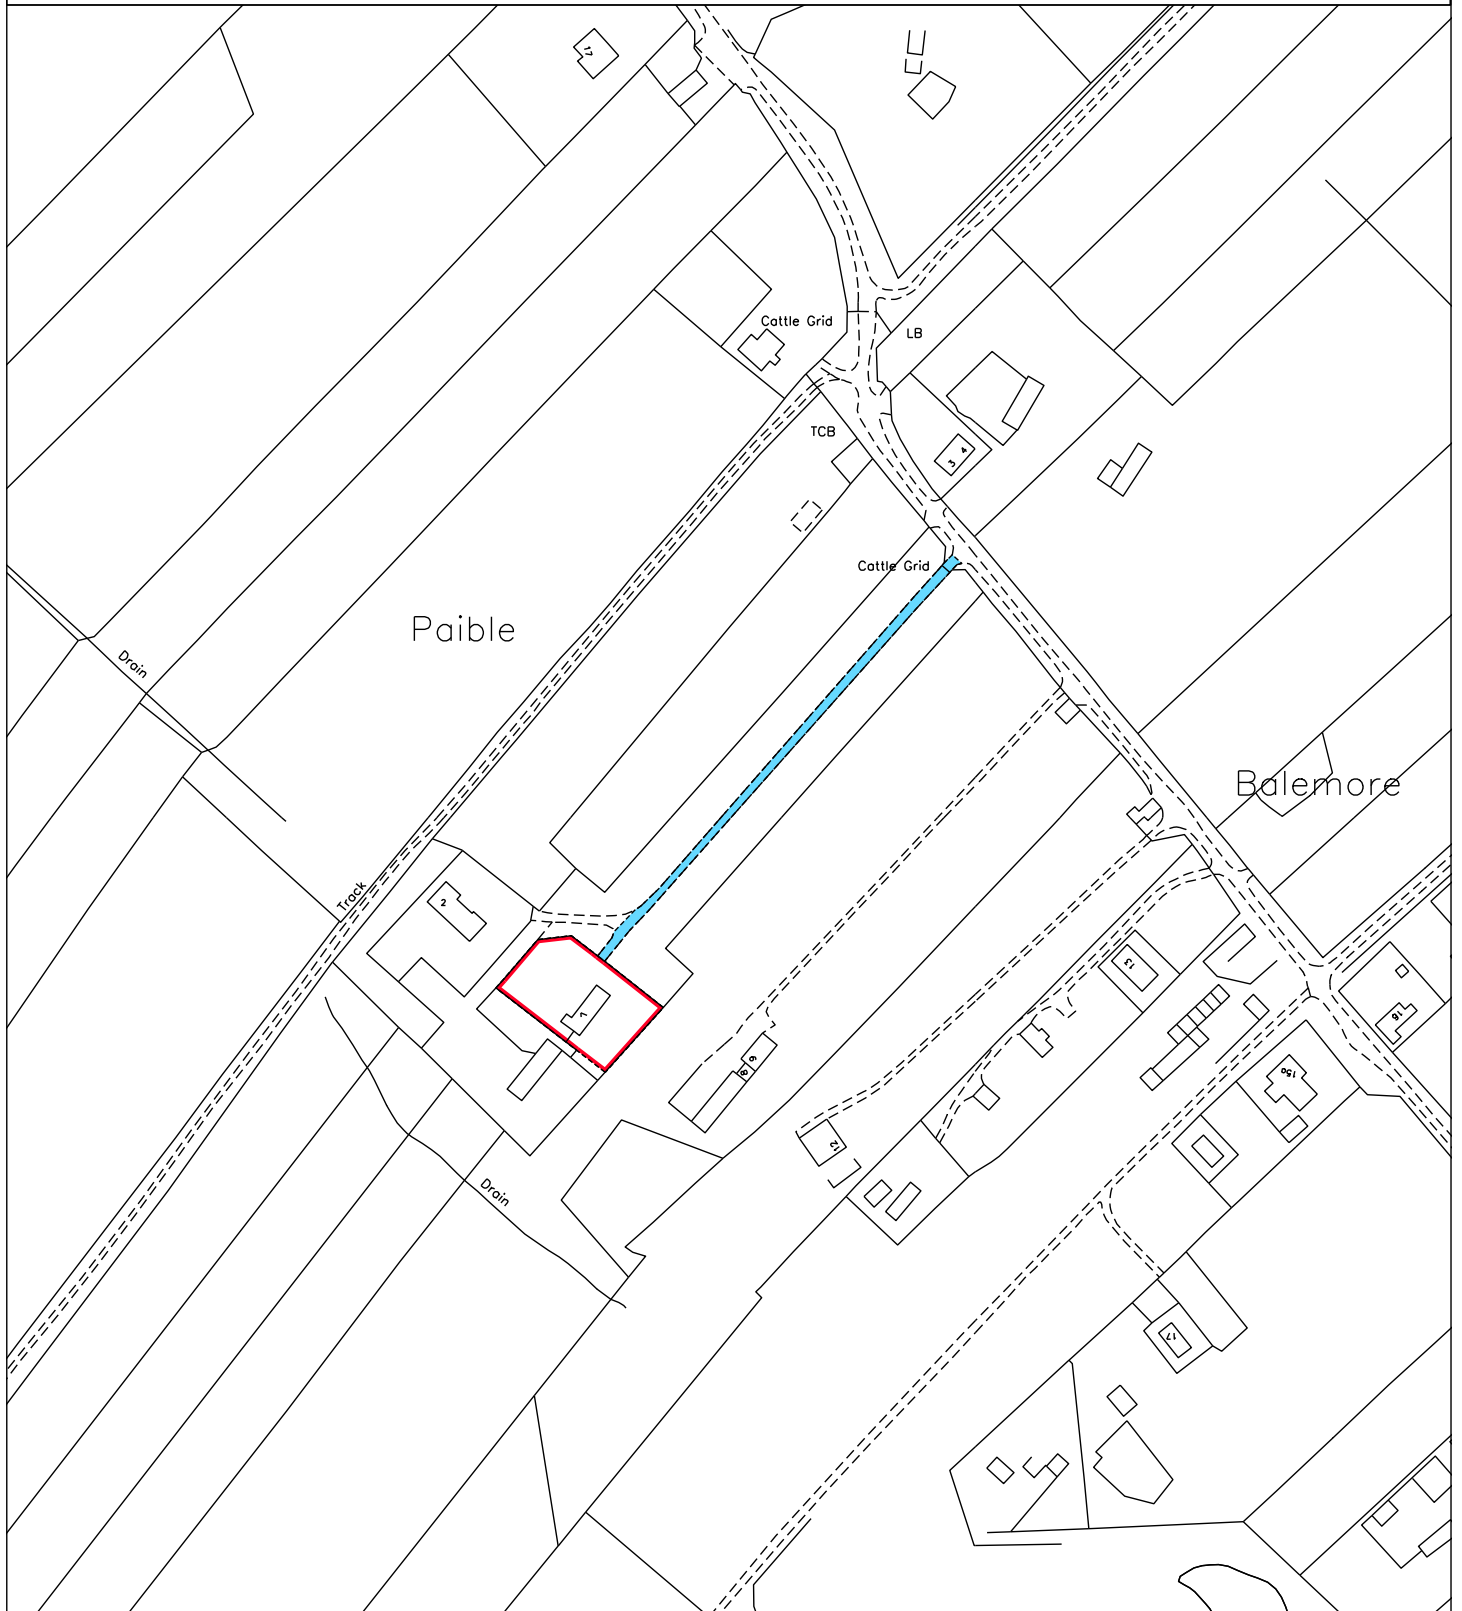 17
Cattle Grid
LB
TCB
3 4
Cattle Grid
Paible
Drain
Balemore
Track
2
13
16
1
9
8
15a
12
Drain
17